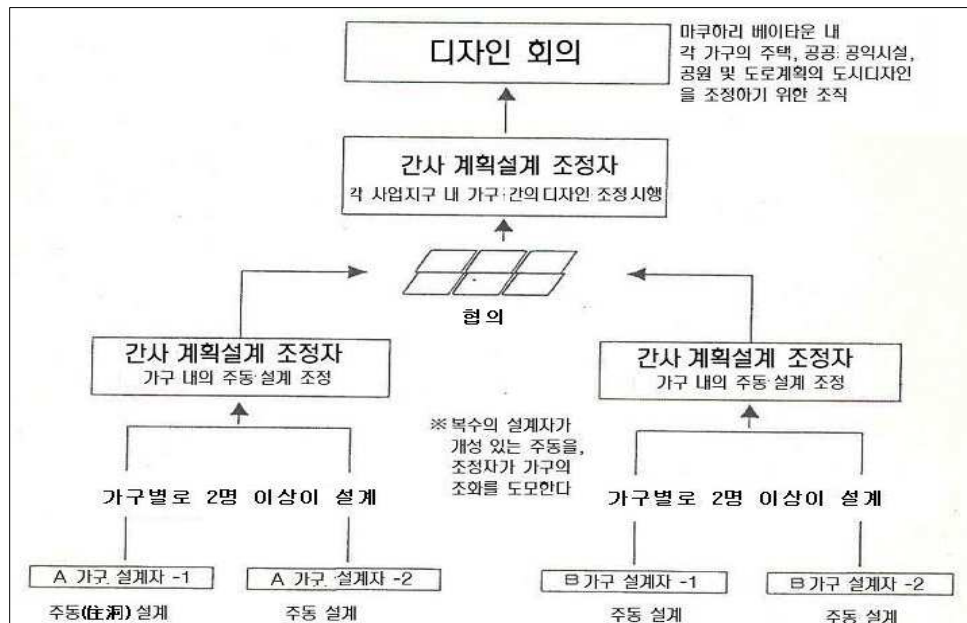 디자인 회의
마쿠하리 베이타운 내
각 가구의 주택, 공공·공익시설,
공원 및 도로계획의 도시디자인
을 조정하기 위한 조직
간사 계획설계 조정자
각 사업지구 내 가구 간의 디자인 조정 시행
협의
간사 계획설계 조정자
가구 내의 주동 설계 조정
간사 계획설계 조정자
가구 내의 주동 설계 조정
※ 복수의 설계자가
개성 있는 주동을,
조정자가 가구의
조화를 도모한다
가구별로 2명 이상이 설계
가구별로 2명 이상이 설계
A 가구 설계자 -1
A 가구 설계자 -2
B 가구 설계자 -1
B 가구 설계자 -2
주동(住洞) 설계
주동 설계
주동 설계
주동 설계